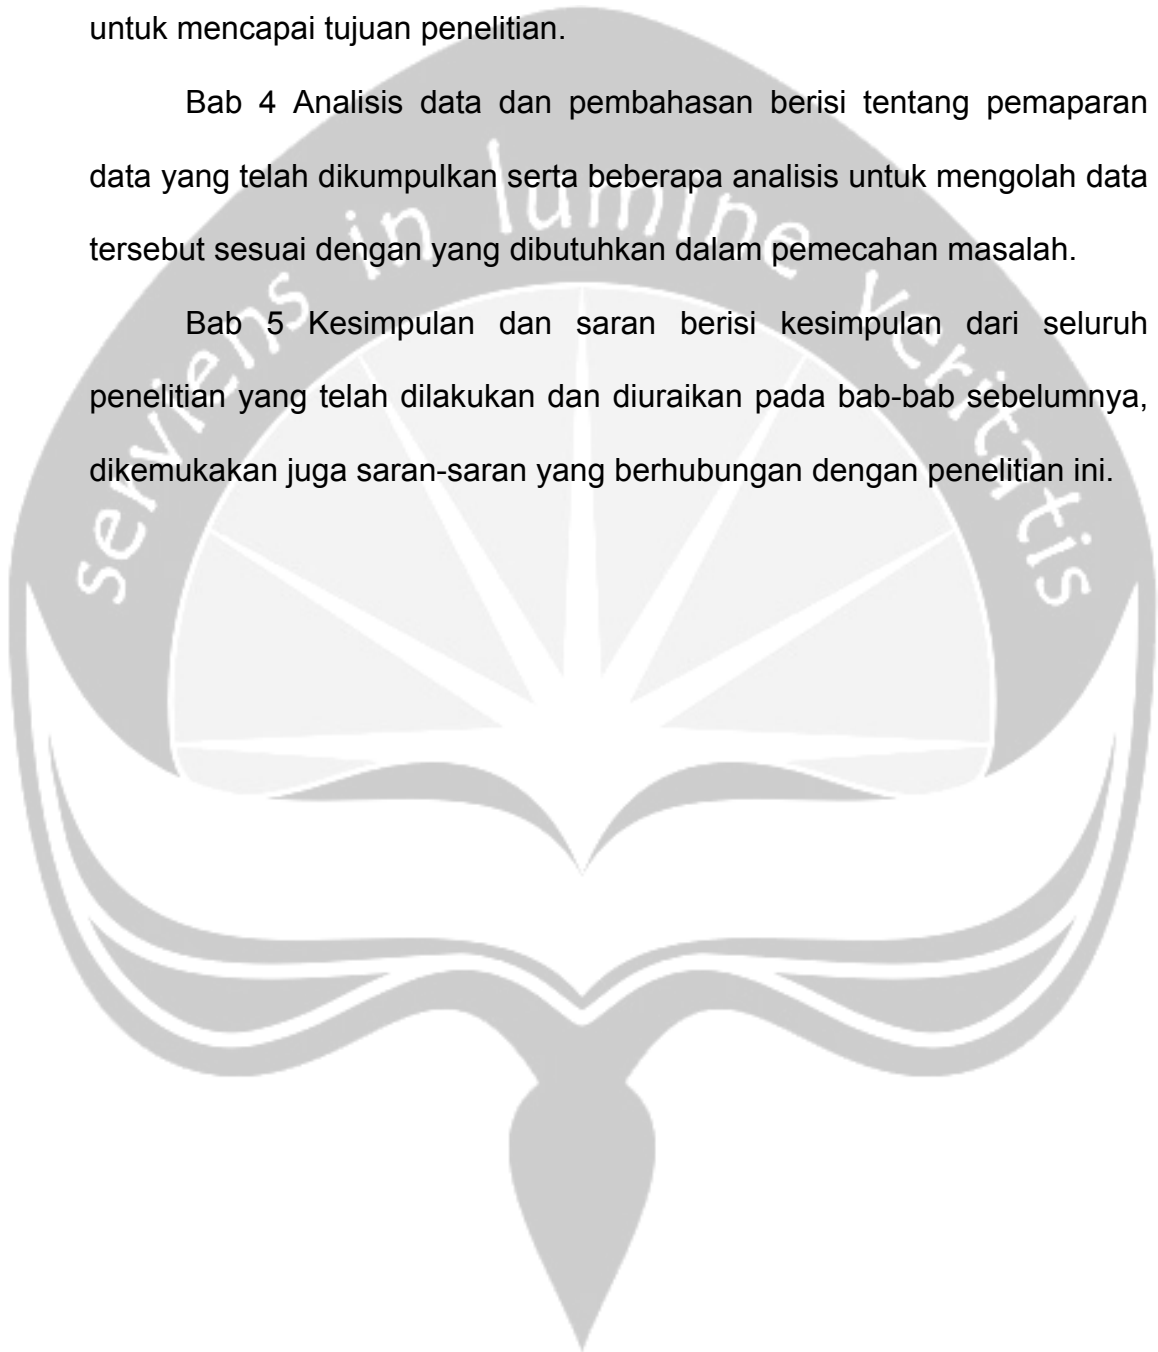 untuk mencapai tujuan penelitian.
Bab 4 Analisis data dan pembahasan berisi tentang pemaparan
data yang telah dikumpulkan serta beberapa analisis untuk mengolah data
tersebut sesuai dengan yang dibutuhkan dalam pemecahan masalah.
Bab 5 Kesimpulan dan saran berisi kesimpulan dari seluruh
penelitian yang telah dilakukan dan diuraikan pada bab-bab sebelumnya,
dikemukakan juga saran-saran yang berhubungan dengan penelitian ini.
serviens in lumine veritatis